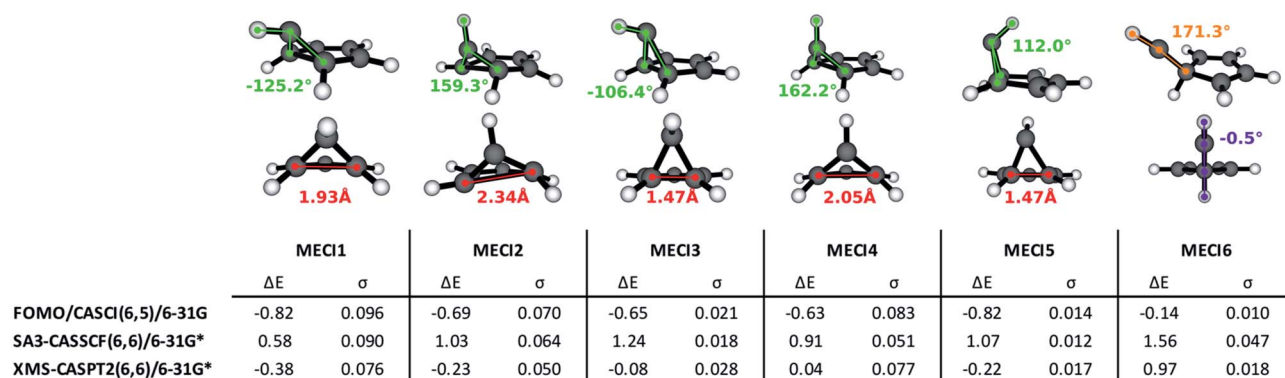 -125.2° 159.3° -106.4° 162.2° 112.0° 171.3°
-0.5°
1.93Å 2.34Å 1.47Å 2.05Å 1.47Å
MECI1 MECI2 MECI3 MECI4 MECI5 MECI6
ΔE σ ΔE σ ΔE σ ΔE σ ΔE σ ΔE σ
FOMO/CASCI(6,5)/6-31G -0.82 0.096 -0.69 0.070 -0.65 0.021 -0.63 0.083 -0.82 0.014 -0.14 0.010
SA3-CASSCF(6,6)/6-31G* 0.58 0.090 1.03 0.064 1.24 0.018 0.91 0.051 1.07 0.012 1.56 0.047
XMS-CASPT2(6,6)/6-31G* -0.38 0.076 -0.23 0.050 -0.08 0.028 0.04 0.077 -0.22 0.017 0.97 0.018